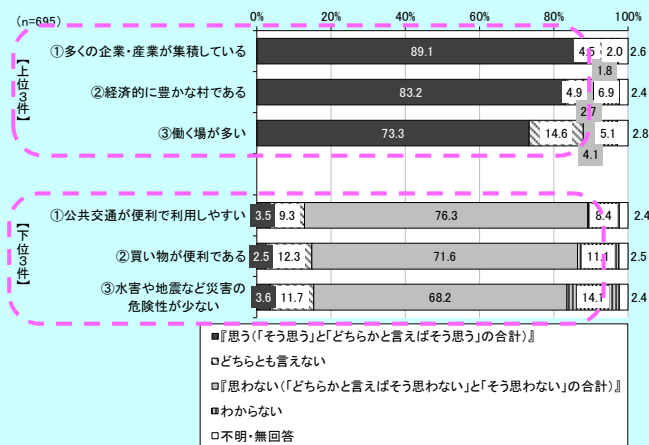 (n=695)
0% 20% 40% 60% 80% 100%
【上位3件】
①多くの企業・産業が集積している 89.1 4.5 1.8 2.0 2.6
②経済的に豊かな村である 83.2 4.9 2.7 6.9 2.4
③働く場が多い 73.3 14.6 4.1 5.1 2.8
【下位3件】
①公共交通が便利で利用しやすい 3.5 9.3 76.3 8.4 2.4
②買い物が便利である 2.5 12.3 71.6 11.1 2.5
③水害や地震など災害の
危険性が少ない 3.6 11.7 68.2 14.1 2.4
『思う(「そう思う」と「どちらかと言えばそう思う」の合計)』
どちらとも言えない
『思わない(「どちらかと言えばそう思わない」と「そう思わない」の合計)』
わからない
不明・無回答